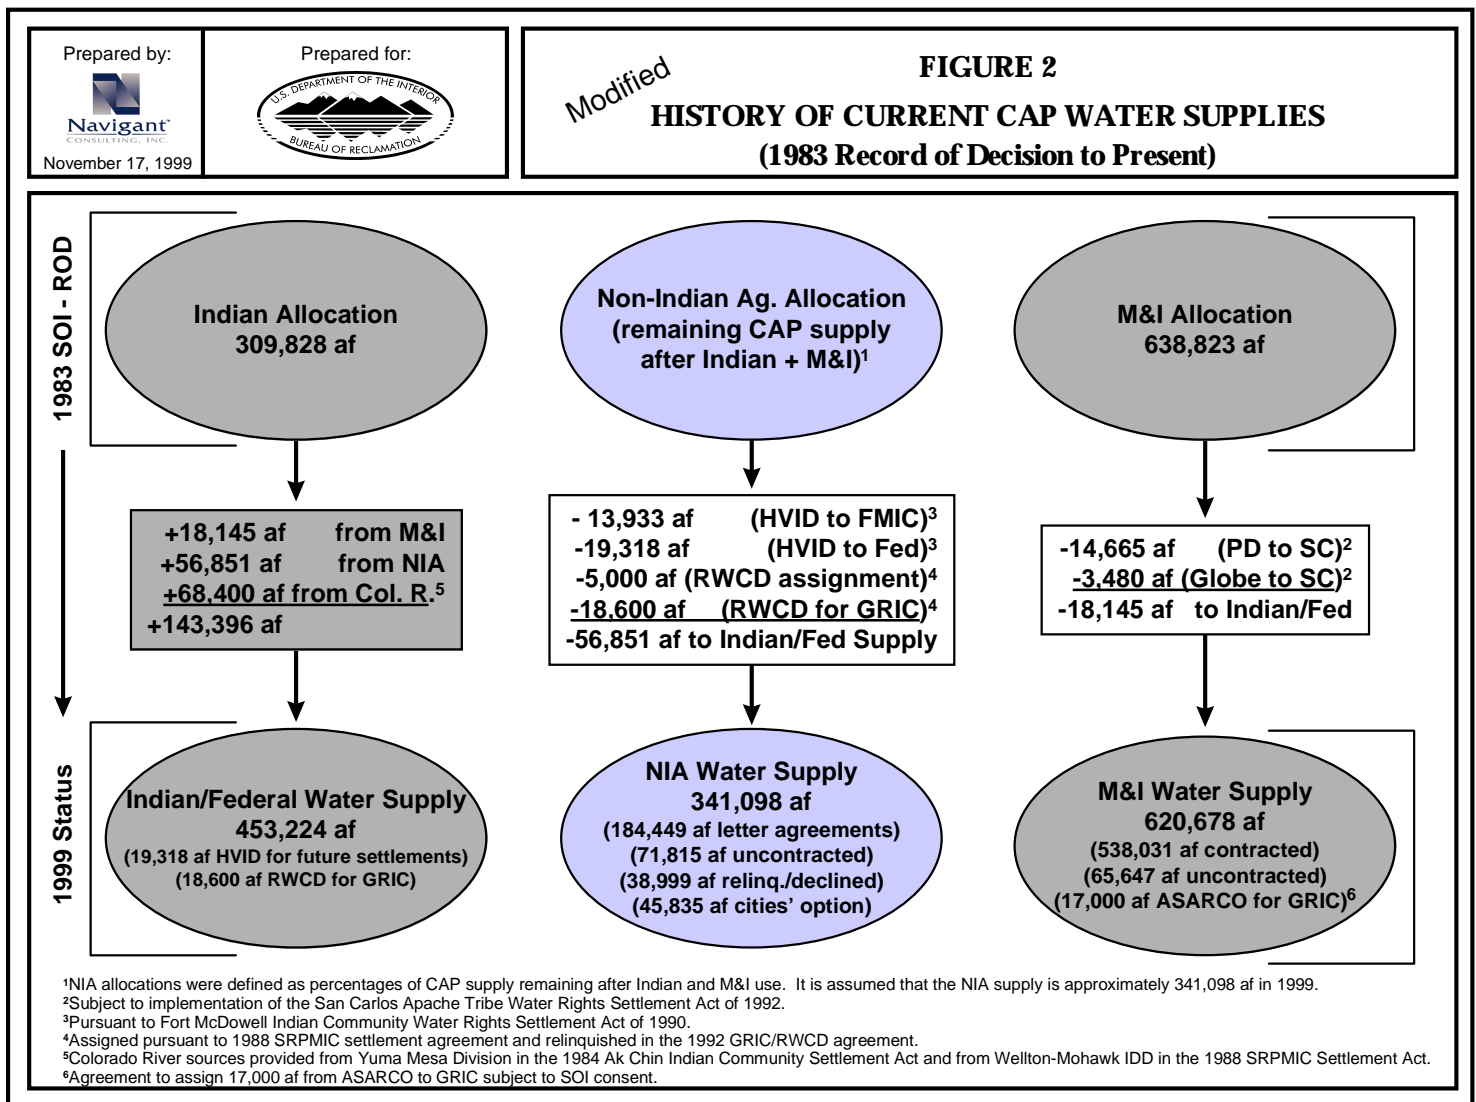 Prepared by:
Navigant
CONSULTING, INC.
November 17, 1999
Prepared for:
U.S. DEPARTMENT OF THE INTERIOR
BUREAU OF RECLAMATION
Modified
FIGURE 2
HISTORY OF CURRENT CAP WATER SUPPLIES
(1983 Record of Decision to Present)
1983 SOI - ROD
Indian Allocation
309,828 af
Non-Indian Ag. Allocation
(remaining CAP supply
after Indian + M&I)¹
M&I Allocation
638,823 af
+18,145 af from M&I
+56,851 af from NIA
+68,400 af from Col. R.⁵
+143,396 af
- 13,933 af (HVID to FMIC)³
-19,318 af (HVID to Fed)³
-5,000 af (RWCD assignment)⁴
-18,600 af (RWCD for GRIC)⁴
-56,851 af to Indian/Fed Supply
-14,665 af (PD to SC)²
-3,480 af (Globe to SC)²
-18,145 af to Indian/Fed
1999 Status
Indian/Federal Water Supply
453,224 af
(19,318 af HVID for future settlements)
(18,600 af RWCD for GRIC)
NIA Water Supply
341,098 af
(184,449 af letter agreements)
(71,815 af uncontracted)
(38,999 af relinq./declined)
(45,835 af cities' option)
M&I Water Supply
620,678 af
(538,031 af contracted)
(65,647 af uncontracted)
(17,000 af ASARCO for GRIC)⁶
¹NIA allocations were defined as percentages of CAP supply remaining after Indian and M&I use. It is assumed that the NIA supply is approximately 341,098 af in 1999.
²Subject to implementation of the San Carlos Apache Tribe Water Rights Settlement Act of 1992.
³Pursuant to Fort McDowell Indian Community Water Rights Settlement Act of 1990.
⁴Assigned pursuant to 1988 SRPMIC settlement agreement and relinquished in the 1992 GRIC/RWCD agreement.
⁵Colorado River sources provided from Yuma Mesa Division in the 1984 Ak Chin Indian Community Settlement Act and from Wellton-Mohawk IDD in the 1988 SRPMIC Settlement Act.
⁶Agreement to assign 17,000 af from ASARCO to GRIC subject to SOI consent.